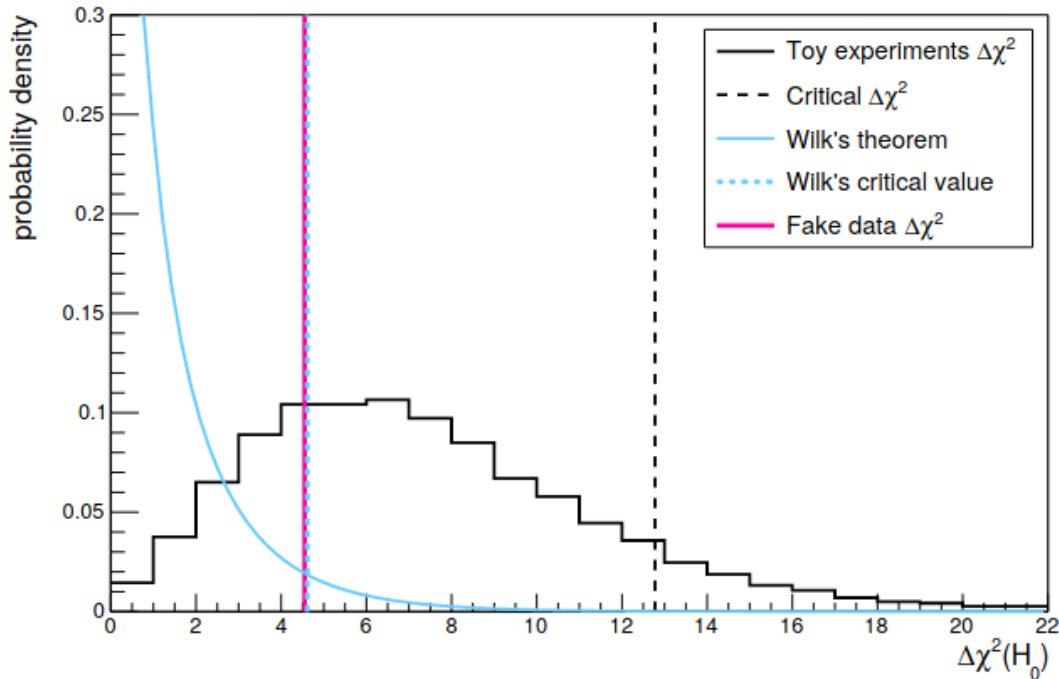 probability density
0.3
0.25
0.2
0.15
0.1
0.05
0
Toy experiments Δχ²
Critical Δχ²
Wilk's theorem
Wilk's critical value
Fake data Δχ²
0 2 4 6 8 10 12 14 16 18 20 22
Δχ²(H₀)